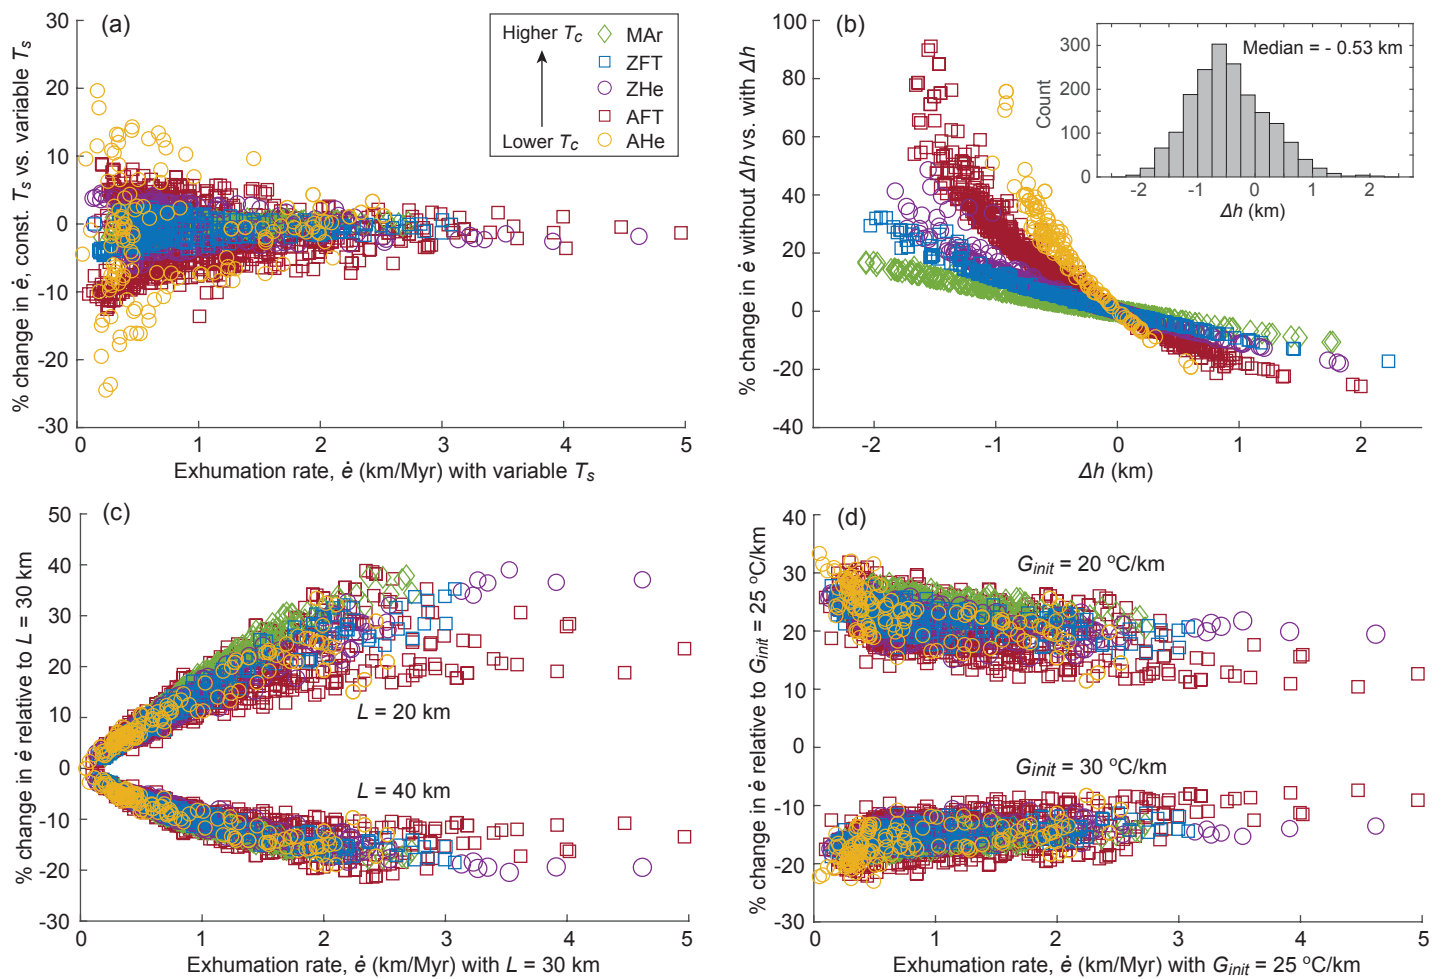 (a)
30
20
10
0
-10
-20
-30
% change in ė, const. Ts vs. variable Ts
0 1 2 3 4 5
Exhumation rate, ė (km/Myr) with variable Ts
Higher Tc
Lower Tc
MAr
ZFT
ZHe
AFT
AHe
(b)
100
80
60
40
20
0
-20
-40
% change in ė without Δh vs. with Δh
-2 -1 0 1 2
Δh (km)
Median = - 0.53 km
300
200
100
0
Count
-2 -1 0 1 2
Δh (km)
(c)
50
40
30
20
10
0
-10
-20
-30
% change in ė relative to L = 30 km
L = 20 km
L = 40 km
0 1 2 3 4 5
Exhumation rate, ė (km/Myr) with L = 30 km
(d)
40
30
20
10
0
-10
-20
-30
% change in ė relative to Ginit = 25 °C/km
Ginit = 20 °C/km
Ginit = 30 °C/km
0 1 2 3 4 5
Exhumation rate, ė (km/Myr) with Ginit = 25 °C/km